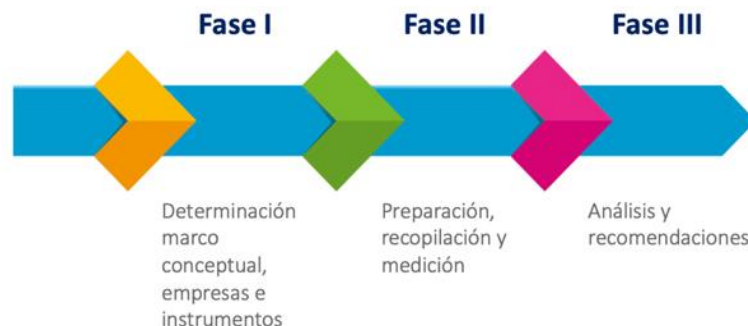 Fase I
Fase II
Fase III
Determinación
marco
conceptual,
empresas e
instrumentos
Preparación,
recopilación y
medición
Análisis y
recomendaciones